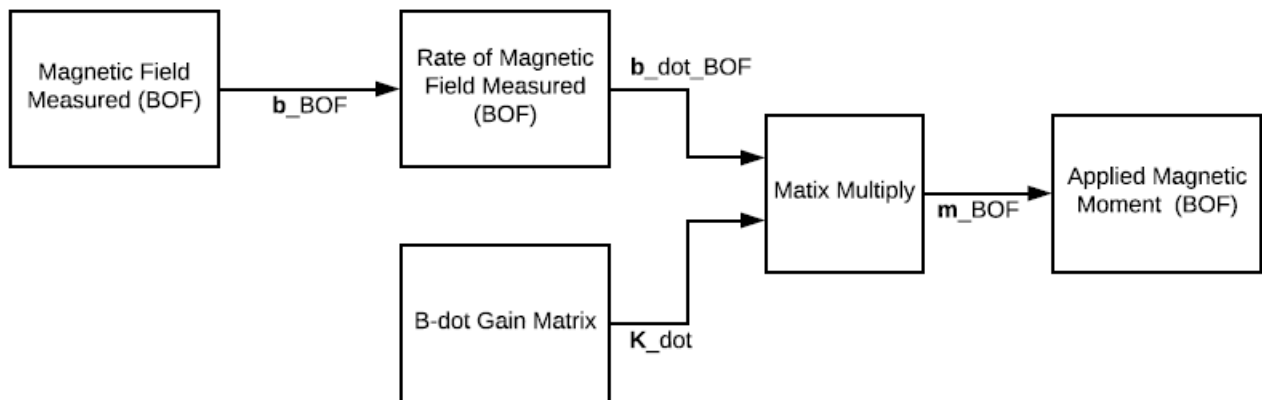 Magnetic Field
Measured (BOF)
b_BOF
Rate of Magnetic
Field Measured
(BOF)
b_dot_BOF
B-dot Gain Matrix
K_dot
Matix Multiply
m_BOF
Applied Magnetic
Moment (BOF)